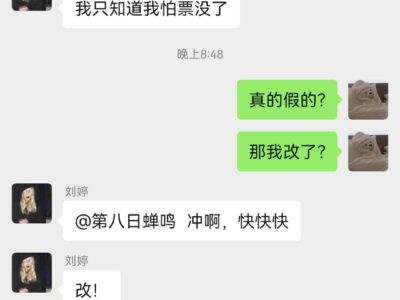 我只知道我怕票没了
晚上8:48
真的假的?
那我改了?
刘婷
@第八日蝉鸣 冲啊，快快快
刘婷
改!